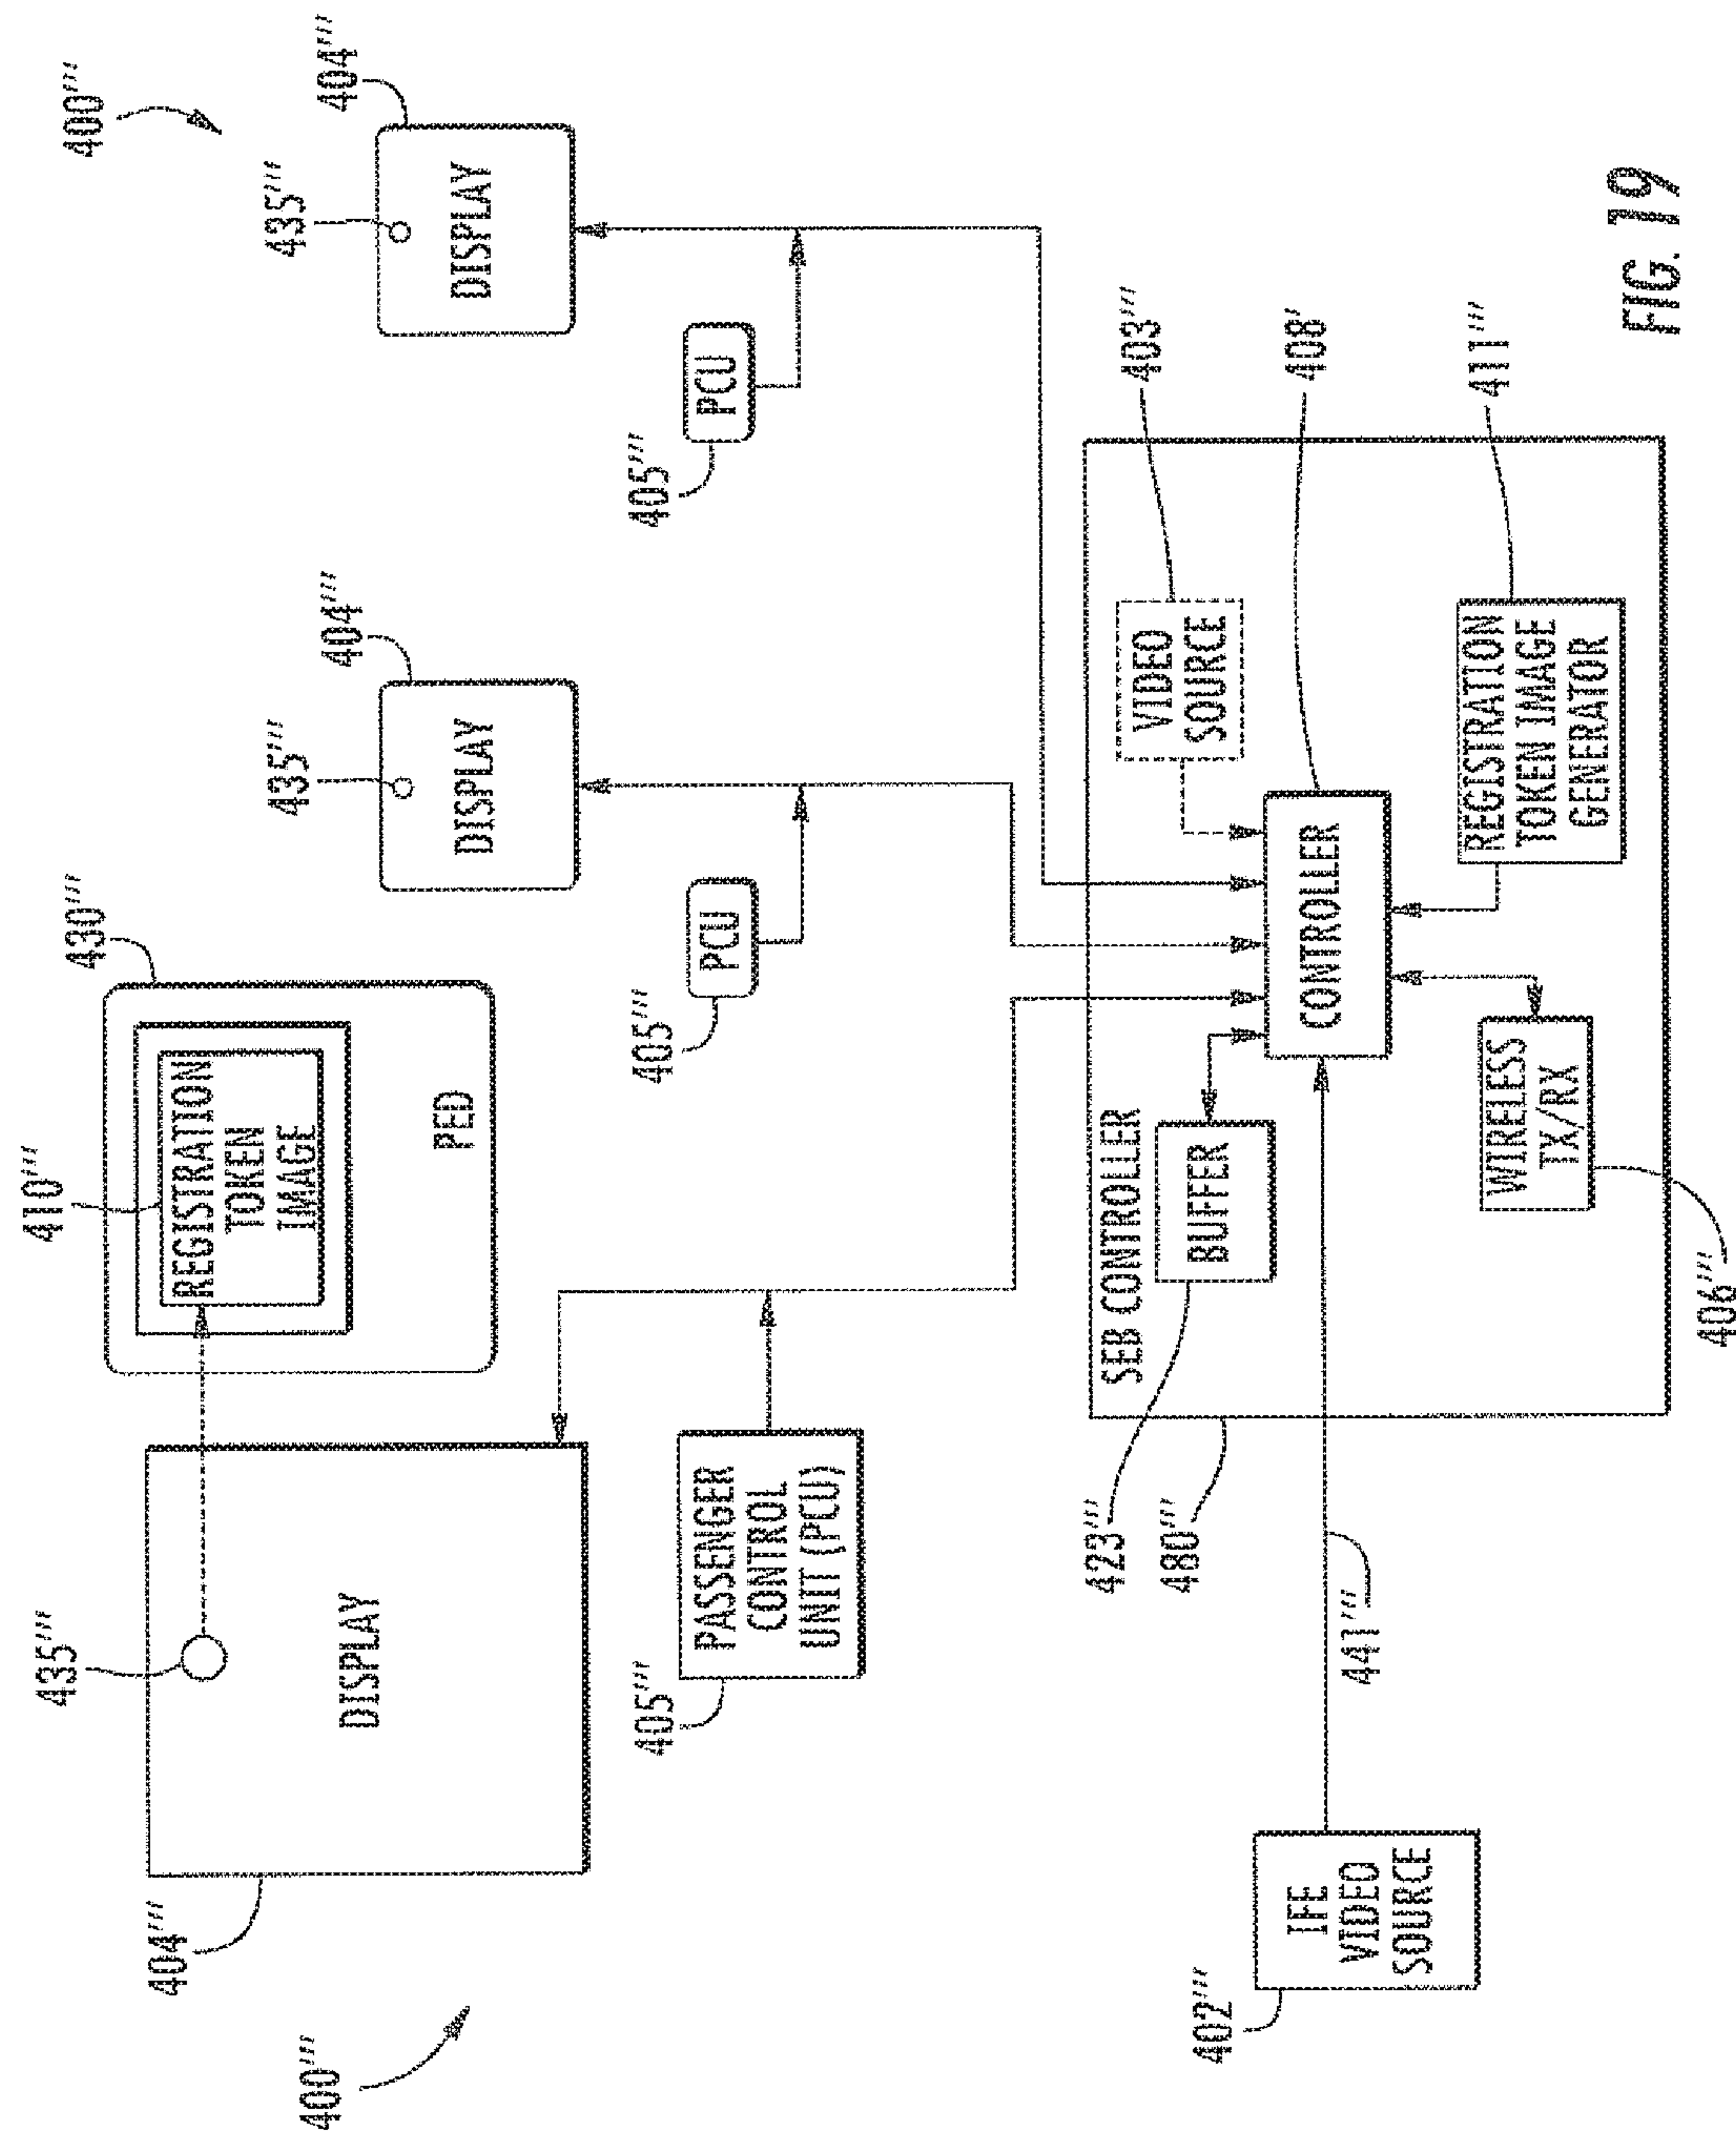 435'''
410'''
430'''
400'''
404'''
REGISTRATION
TOKEN
IMAGE
PED
435'''
404'''
435'''
404'''
400'''
DISPLAY
DISPLAY
DISPLAY
405'''
PASSENGER
CONTROL
UNIT (PCU)
405'''
PCU
405'''
PCU
423'''
480'''
SEB CONTROLLER
BUFFER
VIDEO
SOURCE
403'''
402'''
IFE
VIDEO
SOURCE
441'''
CONTROLLER
408'
WIRELESS
TX/RX
406'''
REGISTRATION
TOKEN IMAGE
GENERATOR
411'''
FIG. 19